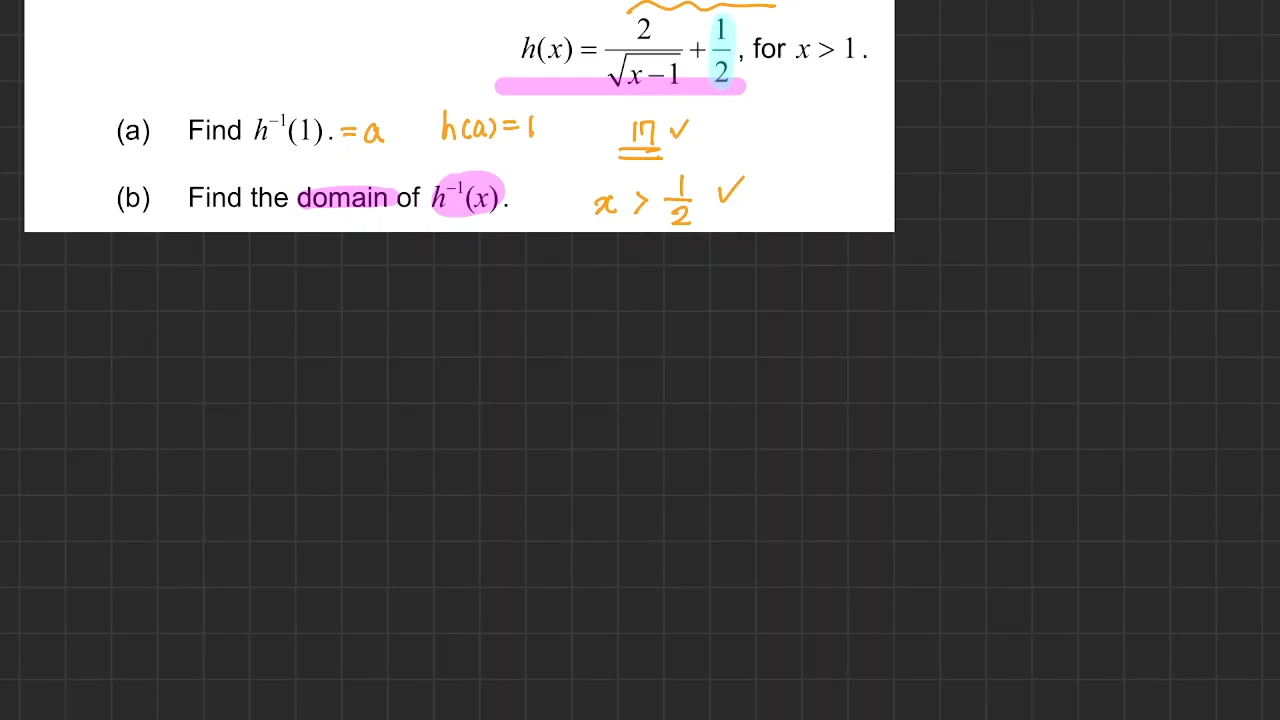 h(x) = 2/√(x−1) + 1/2, for x > 1.
(a) Find h⁻¹(1). = a h(a) = 1 17 ✓
(b) Find the domain of h⁻¹(x). x > 1/2 ✓